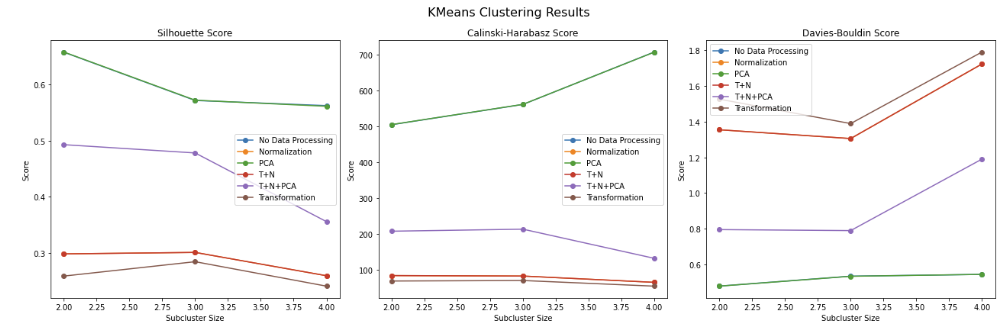 KMeans Clustering Results
Silhouette Score
Score
0.6
0.5
0.4
0.3
No Data Processing
Normalization
PCA
T+N
T+N+PCA
Transformation
2.00 2.25 2.50 2.75 3.00 3.25 3.50 3.75 4.00
Subcluster Size
Calinski-Harabasz Score
Score
700
600
500
400
300
200
100
No Data Processing
Normalization
PCA
T+N
T+N+PCA
Transformation
2.00 2.25 2.50 2.75 3.00 3.25 3.50 3.75 4.00
Subcluster Size
Davies-Bouldin Score
Score
1.8
1.6
1.4
1.2
1.0
0.8
0.6
No Data Processing
Normalization
PCA
T+N
T+N+PCA
Transformation
2.00 2.25 2.50 2.75 3.00 3.25 3.50 3.75 4.00
Subcluster Size